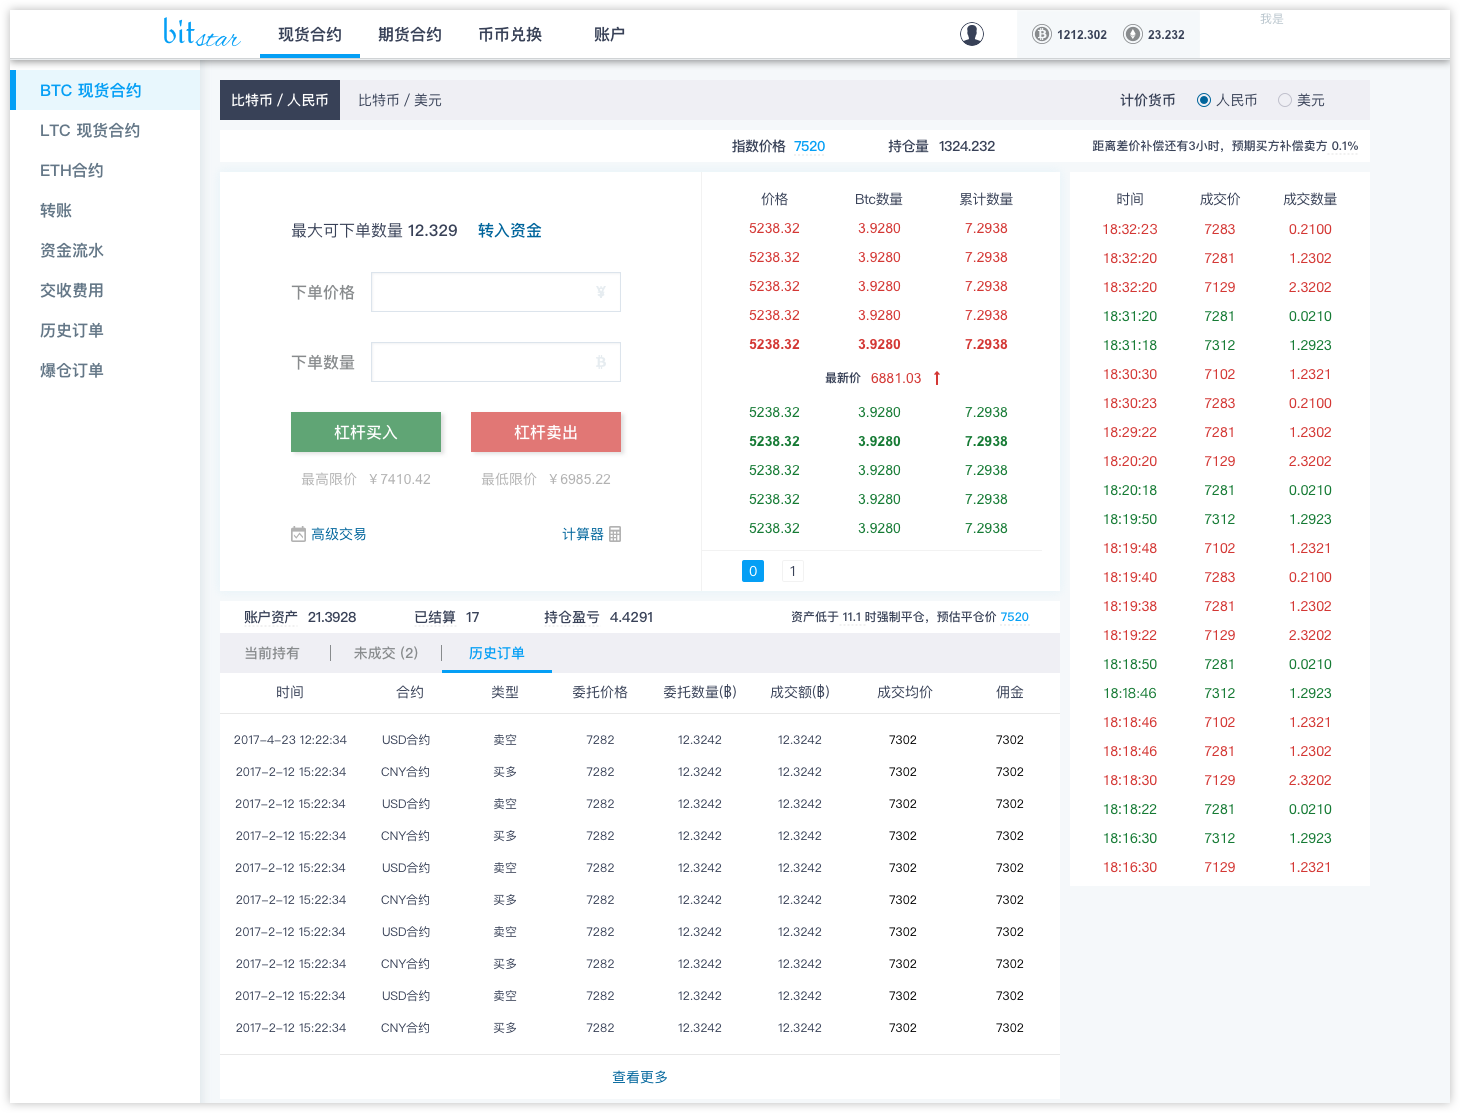 bitstar 现货合约 期货合约 币币兑换 账户 1212.302 23.232 我是
BTC 现货合约
LTC 现货合约
ETH合约
转账
资金流水
交收费用
历史订单
爆仓订单
比特币 / 人民币 比特币 / 美元 计价货币 人民币 美元
指数价格 7520 持仓量 1324.232 距离差价补偿还有3小时，预期买方补偿卖方 0.1%
最大可下单数量 12.329 转入资金
下单价格 ¥
下单数量 B
杠杆买入 杠杆卖出
最高限价 ￥7410.42 最低限价 ￥6985.22
高级交易 计算器
价格 Btc数量 累计数量
5238.32 3.9280 7.2938
5238.32 3.9280 7.2938
5238.32 3.9280 7.2938
5238.32 3.9280 7.2938
5238.32 3.9280 7.2938
最新价 6881.03 ↑
5238.32 3.9280 7.2938
5238.32 3.9280 7.2938
5238.32 3.9280 7.2938
5238.32 3.9280 7.2938
5238.32 3.9280 7.2938
0 1
时间 成交价 成交数量
18:32:23 7283 0.2100
18:32:20 7281 1.2302
18:32:20 7129 2.3202
18:31:20 7281 0.0210
18:31:18 7312 1.2923
18:30:30 7102 1.2321
18:30:23 7283 0.2100
18:29:22 7281 1.2302
18:20:20 7129 2.3202
18:20:18 7281 0.0210
18:19:50 7312 1.2923
18:19:48 7102 1.2321
18:19:40 7283 0.2100
18:19:38 7281 1.2302
18:19:22 7129 2.3202
18:18:50 7281 0.0210
18:18:46 7312 1.2923
18:18:46 7102 1.2321
18:18:46 7281 1.2302
18:18:30 7129 2.3202
18:18:22 7281 0.0210
18:16:30 7312 1.2923
18:16:30 7129 1.2321
账户资产 21.3928 已结算 17 持仓盈亏 4.4291 资产低于 11.1 时强制平仓，预估平仓价 7520
当前持有 | 未成交 (2) | 历史订单
时间 合约 类型 委托价格 委托数量(฿) 成交额(฿) 成交均价 佣金
2017-4-23 12:22:34 USD合约 卖空 7282 12.3242 12.3242 7302 7302
2017-2-12 15:22:34 CNY合约 买多 7282 12.3242 12.3242 7302 7302
2017-2-12 15:22:34 USD合约 卖空 7282 12.3242 12.3242 7302 7302
2017-2-12 15:22:34 CNY合约 买多 7282 12.3242 12.3242 7302 7302
2017-2-12 15:22:34 USD合约 卖空 7282 12.3242 12.3242 7302 7302
2017-2-12 15:22:34 CNY合约 买多 7282 12.3242 12.3242 7302 7302
2017-2-12 15:22:34 USD合约 卖空 7282 12.3242 12.3242 7302 7302
2017-2-12 15:22:34 CNY合约 买多 7282 12.3242 12.3242 7302 7302
2017-2-12 15:22:34 USD合约 卖空 7282 12.3242 12.3242 7302 7302
2017-2-12 15:22:34 CNY合约 买多 7282 12.3242 12.3242 7302 7302
查看更多